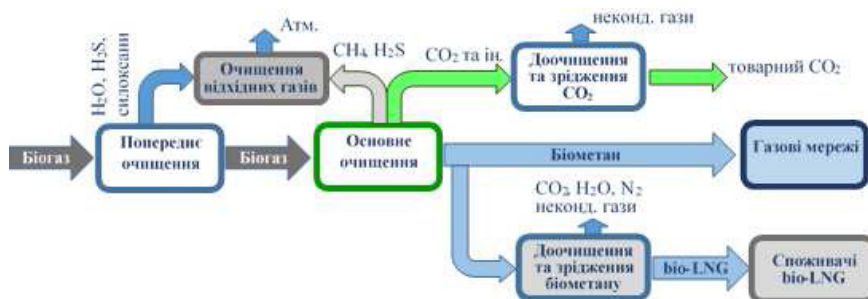 неконд. гази
Атм.
H₂O, H₂S,
силоксани
CH₄, H₂S
CO₂ та ін.
Очищення
відхідних газів
Доочищення
та зрідження
CO₂
товарний CO₂
Біогаз
Попереднє
очищення
Біогаз
Основне
очищення
Біометан
Газові мережі
CO₂, H₂O, N₂
неконд. гази
Доочищення
та зрідження
біометану
bio-LNG
Споживачі
bio-LNG